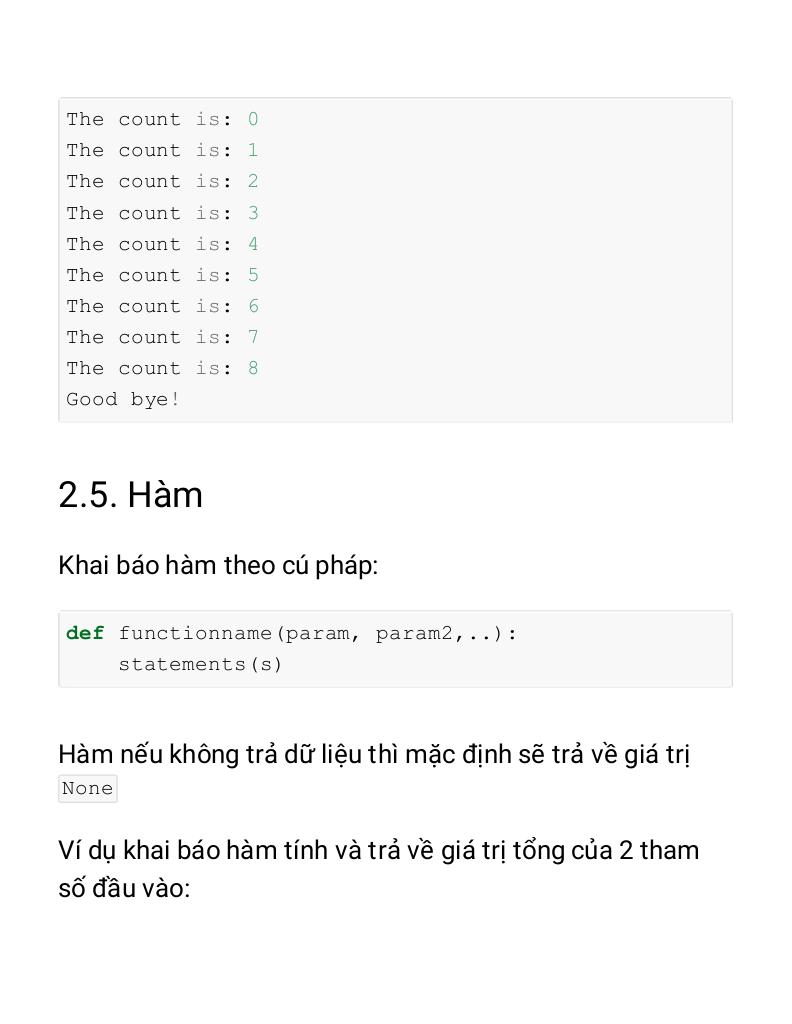 The count is: 0
The count is: 1
The count is: 2
The count is: 3
The count is: 4
The count is: 5
The count is: 6
The count is: 7
The count is: 8
Good bye!
2.5. Hàm
Khai báo hàm theo cú pháp:
def functionname(param, param2,..):
    statements(s)
Hàm nếu không trả dữ liệu thì mặc định sẽ trả về giá trị
None
Ví dụ khai báo hàm tính và trả về giá trị tổng của 2 tham
số đầu vào: